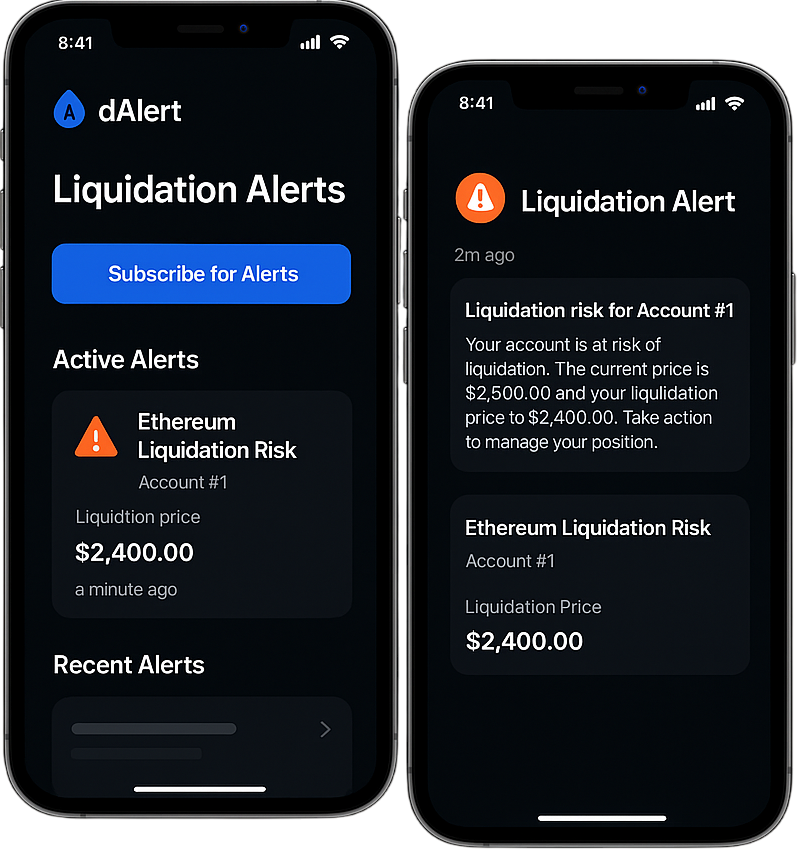 8:41
A
dAlert
Liquidation Alerts
Subscribe for Alerts
Active Alerts
Ethereum
Liquidation Risk
Account #1
Liquidtion price
$2,400.00
a minute ago
Recent Alerts
8:41
Liquidation Alert
2m ago
Liquidation risk for Account #1
Your account is at risk of
liquidation. The current price is
$2,500.00 and your liqulidation
price to $2,400.00. Take action
to manage your position.
Ethereum Liquidation Risk
Account #1
Liquidation Price
$2,400.00